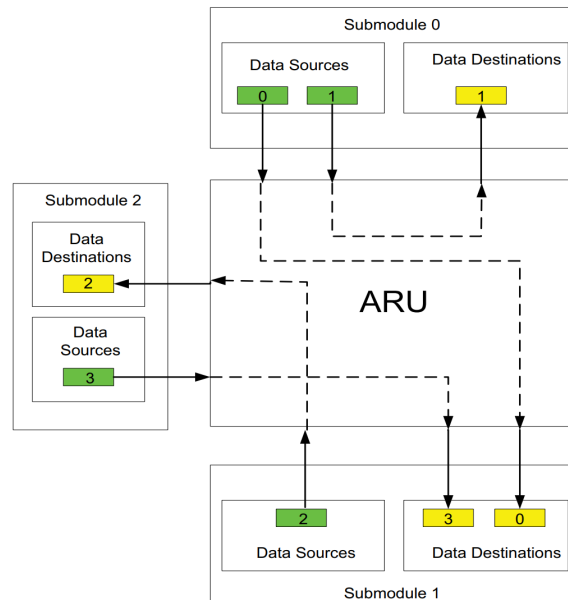 Submodule 0
Data Sources
Data Destinations
0
1
1
Submodule 2
Data
Destinations
2
Data
Sources
3
ARU
2
Data Sources
3
0
Data Destinations
Submodule 1